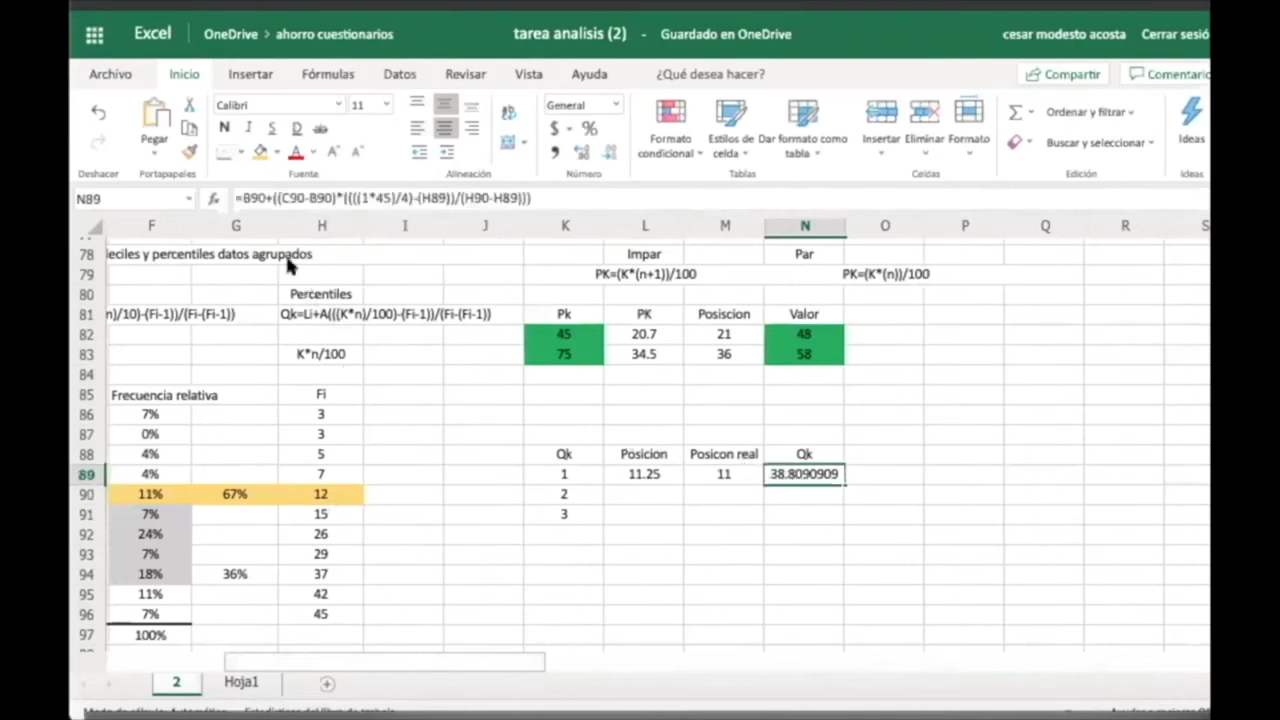 Excel OneDrive > ahorro cuestionarios tarea analisis (2) - Guardado en OneDrive cesar modesto acosta Cerrar sesió
Archivo Inicio Insertar Fórmulas Datos Revisar Vista Ayuda ¿Qué desea hacer? Compartir Comentario
Calibri 11 General
Pegar N I S D ab $ % Formato condicional Estilos de celda Dar formato como tabla Insertar Eliminar Formato Ordenar y filtrar Buscar y seleccionar Ideas
Deshacer Portapapeles Fuente Alineación Número Tablas Celdas Edición Ideas
N89 fx =B90+((C90-B90)*((((1*45)/4)-(H89))/(H90-H89)))
F G H I J K L M N O P Q R S
78 leciles y percentiles datos agrupados Impar Par
79 PK=(K*(n+1))/100 PK=(K*(n))/100
80 Percentiles
81 n)/10)-(Fi-1))/(Fi-(Fi-1)) Qk=Li+A(((K*n)/100)-(Fi-1))/(Fi-(Fi-1)) Pk PK Posiscion Valor
82 45 20.7 21 48
83 K*n/100 75 34.5 36 58
84
85 Frecuencia relativa Fi
86 7% 3
87 0% 3
88 4% 5 Qk Posicion Posicon real Qk
89 4% 7 1 11.25 11 38.8090909
90 11% 67% 12 2
91 7% 15 3
92 24% 26
93 7% 29
94 18% 36% 37
95 11% 42
96 7% 45
97 100%
2 Hoja1